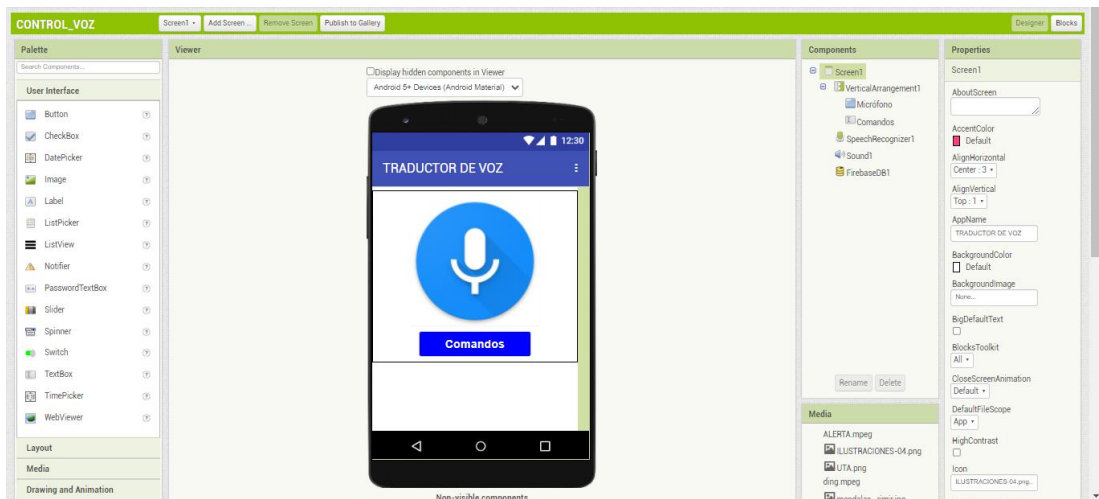 CONTROL_VOZ
Screen1
Add Screen ...
Remove Screen
Publish to Gallery
Designer
Blocks
Palette
Search Components...
User Interface
Button
CheckBox
DatePicker
Image
Label
ListPicker
ListView
Notifier
PasswordTextBox
Slider
Spinner
Switch
TextBox
TimePicker
WebViewer
Layout
Media
Drawing and Animation
Viewer
Display hidden components in Viewer
Android 5+ Devices (Android Material)
12:30
TRADUCTOR DE VOZ
Comandos
Non-visible components
Components
Screen1
VerticalArrangement1
Micrófono
Comandos
SpeechRecognizer1
Sound1
FirebaseDB1
Rename
Delete
Media
ALERTA.mpeg
ILUSTRACIONES-04.png
UTA.png
ding.mpeg
Properties
Screen1
AboutScreen
AccentColor
Default
AlignHorizontal
Center : 3
AlignVertical
Top : 1
AppName
TRADUCTOR DE VOZ
BackgroundColor
Default
BackgroundImage
None...
BigDefaultText
BlocksToolkit
All
CloseScreenAnimation
Default
DefaultFileScope
App
HighContrast
Icon
ILUSTRACIONES-04.png...